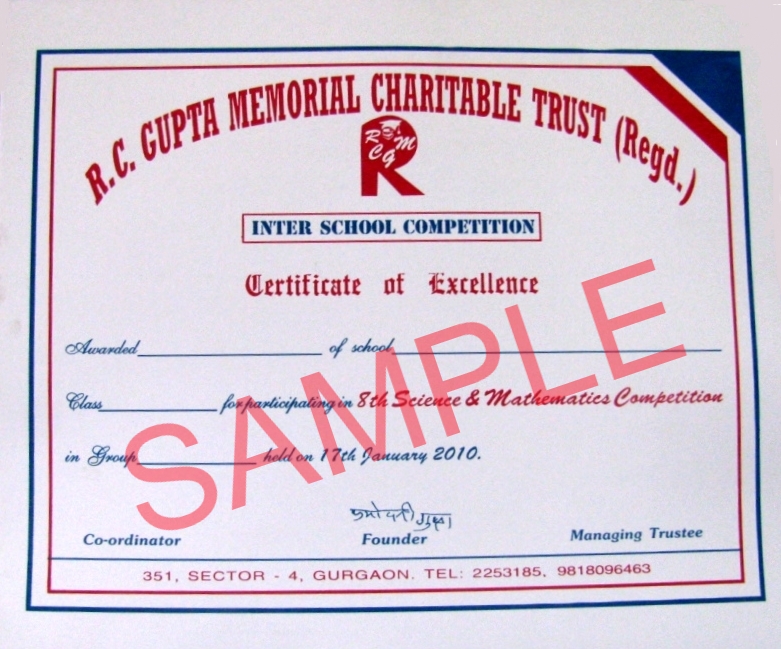 R.C. GUPTA MEMORIAL CHARITABLE TRUST (Regd.)
R C G M
INTER SCHOOL COMPETITION
Certificate of Excellence
Awarded of school
Class for participating in 8th Science & Mathematics Competition
in Group held on 17th January 2010.
SAMPLE
गुप्ता
Co-ordinator Founder Managing Trustee
351, SECTOR - 4, GURGAON. TEL: 2253185, 9818096463